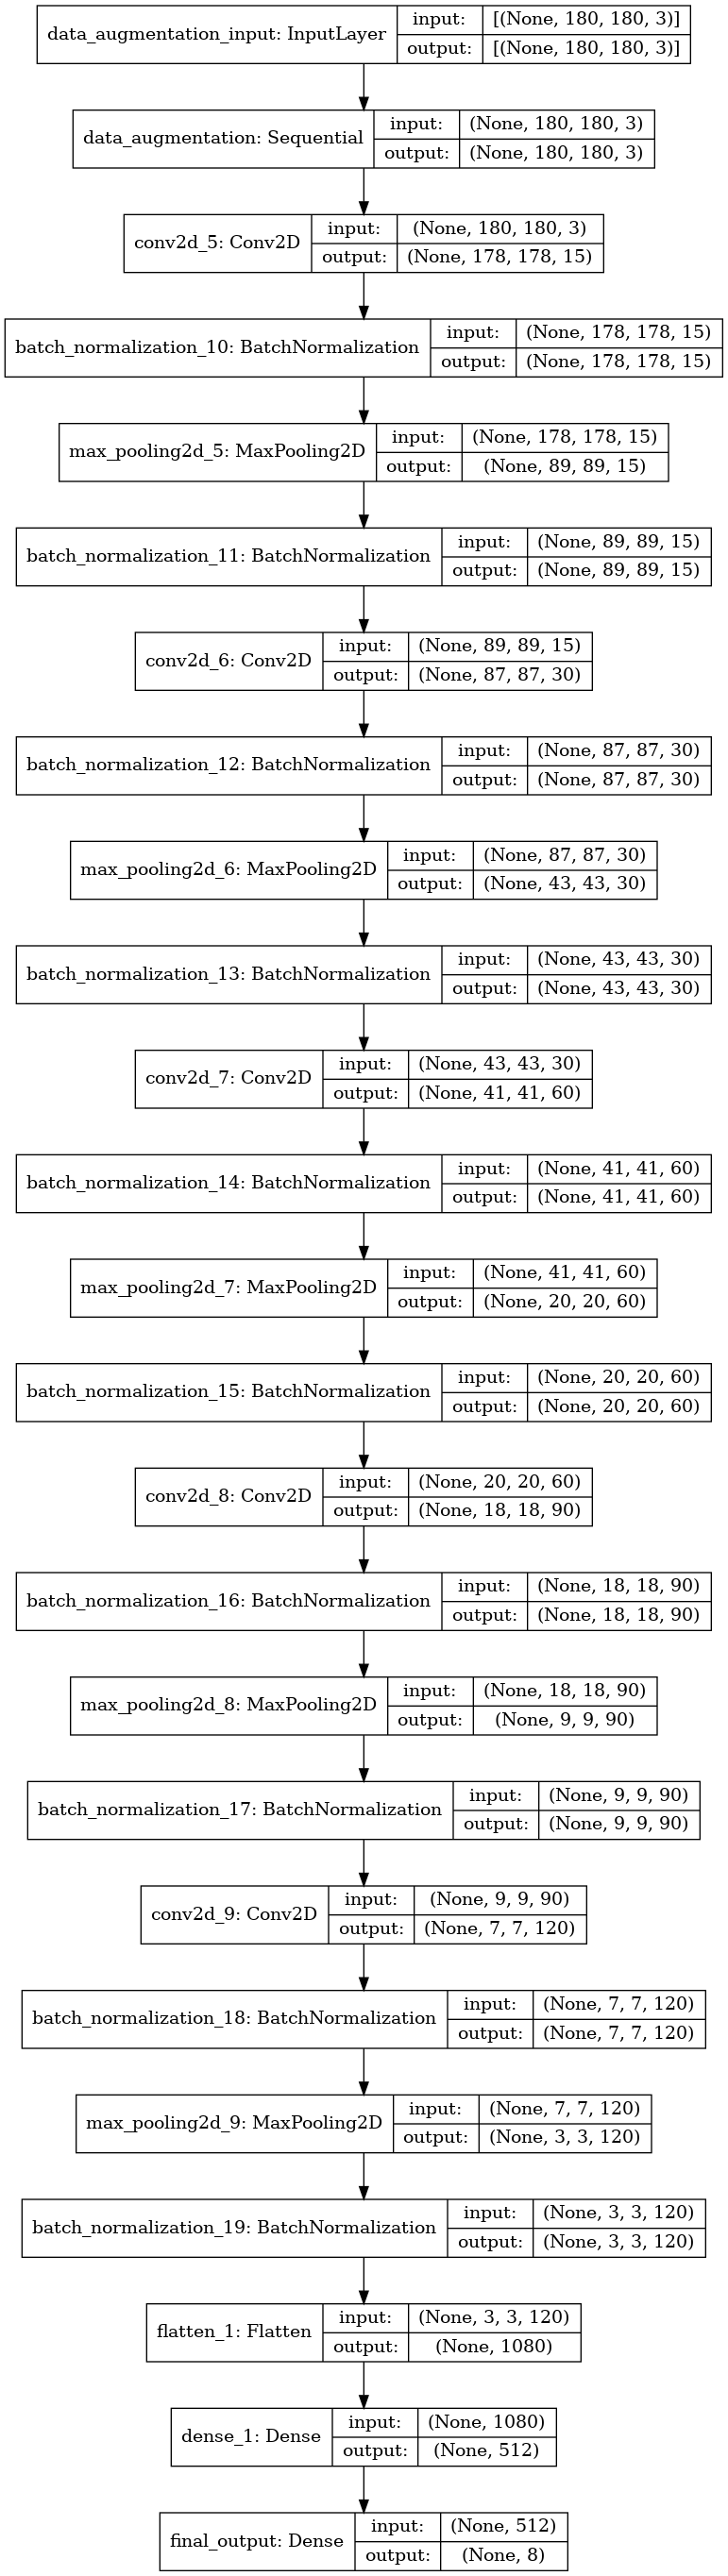 data_augmentation_input: InputLayer
input: [(None, 180, 180, 3)]
output: [(None, 180, 180, 3)]
data_augmentation: Sequential
input: (None, 180, 180, 3)
output: (None, 180, 180, 3)
conv2d_5: Conv2D
input: (None, 180, 180, 3)
output: (None, 178, 178, 15)
batch_normalization_10: BatchNormalization
input: (None, 178, 178, 15)
output: (None, 178, 178, 15)
max_pooling2d_5: MaxPooling2D
input: (None, 178, 178, 15)
output: (None, 89, 89, 15)
batch_normalization_11: BatchNormalization
input: (None, 89, 89, 15)
output: (None, 89, 89, 15)
conv2d_6: Conv2D
input: (None, 89, 89, 15)
output: (None, 87, 87, 30)
batch_normalization_12: BatchNormalization
input: (None, 87, 87, 30)
output: (None, 87, 87, 30)
max_pooling2d_6: MaxPooling2D
input: (None, 87, 87, 30)
output: (None, 43, 43, 30)
batch_normalization_13: BatchNormalization
input: (None, 43, 43, 30)
output: (None, 43, 43, 30)
conv2d_7: Conv2D
input: (None, 43, 43, 30)
output: (None, 41, 41, 60)
batch_normalization_14: BatchNormalization
input: (None, 41, 41, 60)
output: (None, 41, 41, 60)
max_pooling2d_7: MaxPooling2D
input: (None, 41, 41, 60)
output: (None, 20, 20, 60)
batch_normalization_15: BatchNormalization
input: (None, 20, 20, 60)
output: (None, 20, 20, 60)
conv2d_8: Conv2D
input: (None, 20, 20, 60)
output: (None, 18, 18, 90)
batch_normalization_16: BatchNormalization
input: (None, 18, 18, 90)
output: (None, 18, 18, 90)
max_pooling2d_8: MaxPooling2D
input: (None, 18, 18, 90)
output: (None, 9, 9, 90)
batch_normalization_17: BatchNormalization
input: (None, 9, 9, 90)
output: (None, 9, 9, 90)
conv2d_9: Conv2D
input: (None, 9, 9, 90)
output: (None, 7, 7, 120)
batch_normalization_18: BatchNormalization
input: (None, 7, 7, 120)
output: (None, 7, 7, 120)
max_pooling2d_9: MaxPooling2D
input: (None, 7, 7, 120)
output: (None, 3, 3, 120)
batch_normalization_19: BatchNormalization
input: (None, 3, 3, 120)
output: (None, 3, 3, 120)
flatten_1: Flatten
input: (None, 3, 3, 120)
output: (None, 1080)
dense_1: Dense
input: (None, 1080)
output: (None, 512)
final_output: Dense
input: (None, 512)
output: (None, 8)